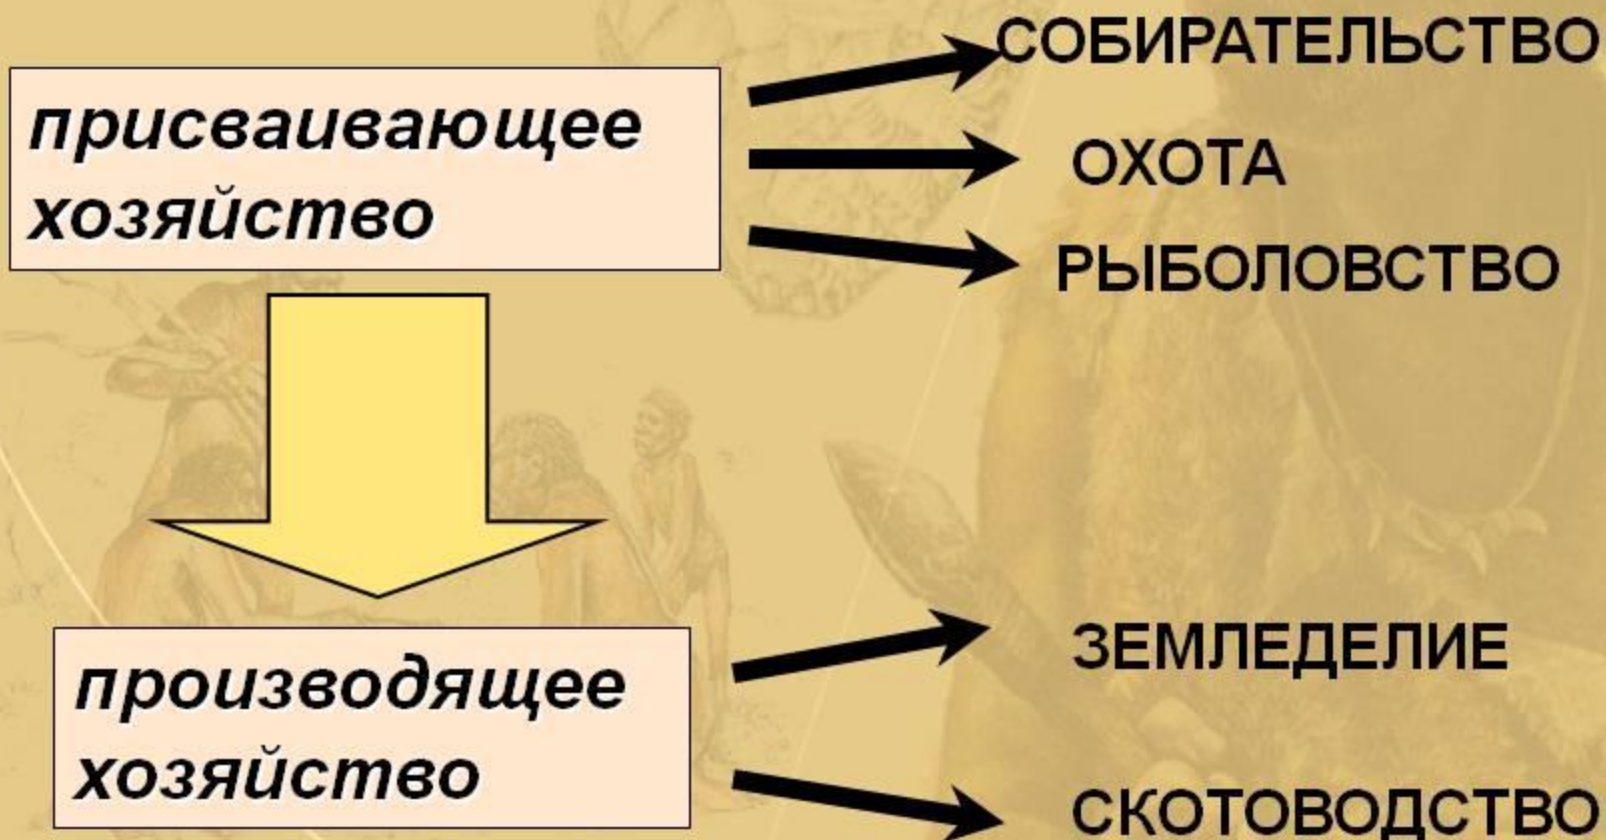 присваивающее
хозяйство
СОБИРАТЕЛЬСТВО
ОХОТА
РЫБОЛОВСТВО
производящее
хозяйство
ЗЕМЛЕДЕЛИЕ
СКОТОВОДСТВО